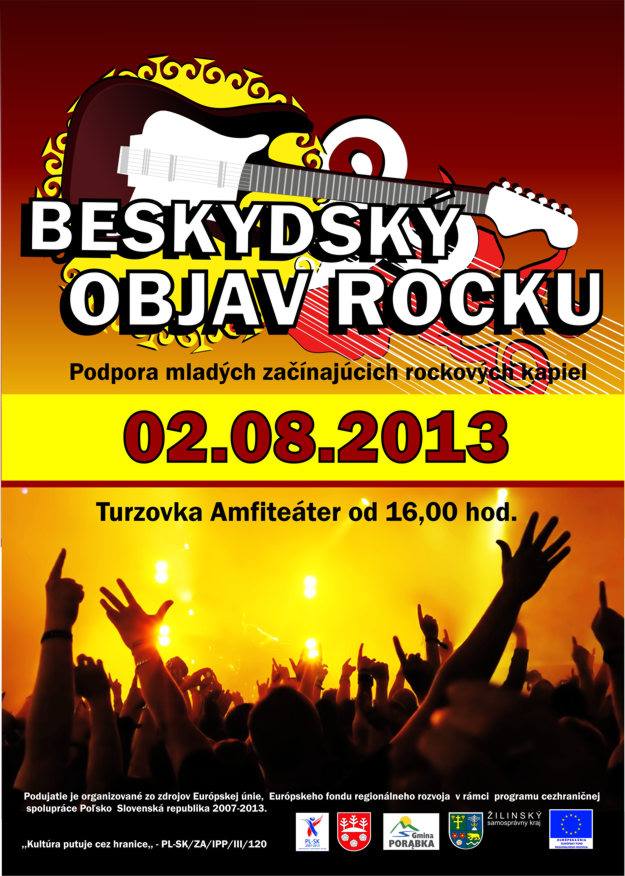 BESKYDSKÝ
OBJAV ROCKU
Podpora mladých začínajúcich rockových kapiel
02.08.2013
Turzovka Amfiteáter od 16,00 hod.
Podujatie je organizované zo zdrojov Európskej únie, Európskeho fondu regionálneho rozvoja v rámci programu cezhraničnej
spolupráce Poľsko Slovenská republika 2007-2013.
,,Kultúra putuje cez hranice,, - PL-SK/ZA/IPP/III/120
PL-SK
Gmina
PORĄBKA
ŽILINSKÝ
samosprávny kraj